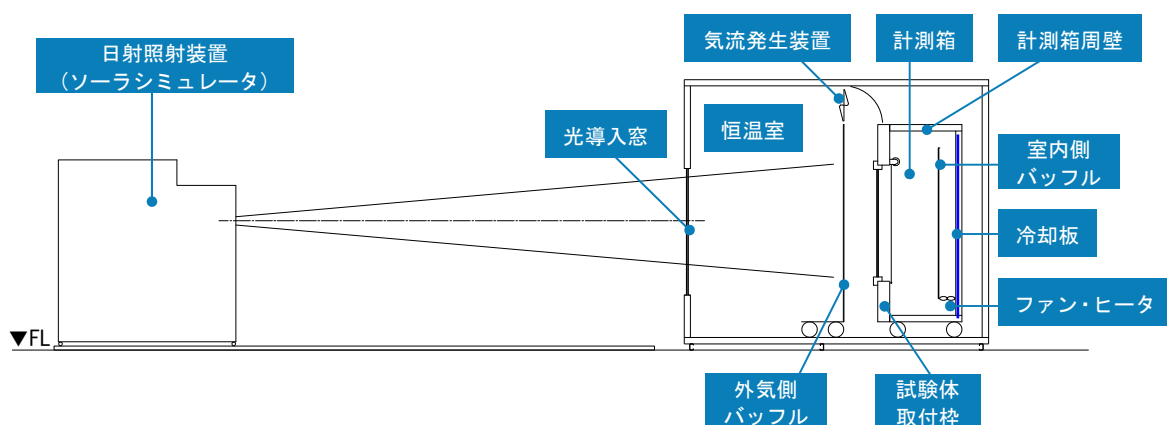 日射照射装置
（ソーラシミュレータ）
気流発生装置
計測箱
計測箱周壁
光導入窓
恒温室
室内側
バッフル
冷却板
ファン・ヒータ
▼FL
外気側
バッフル
試験体
取付枠